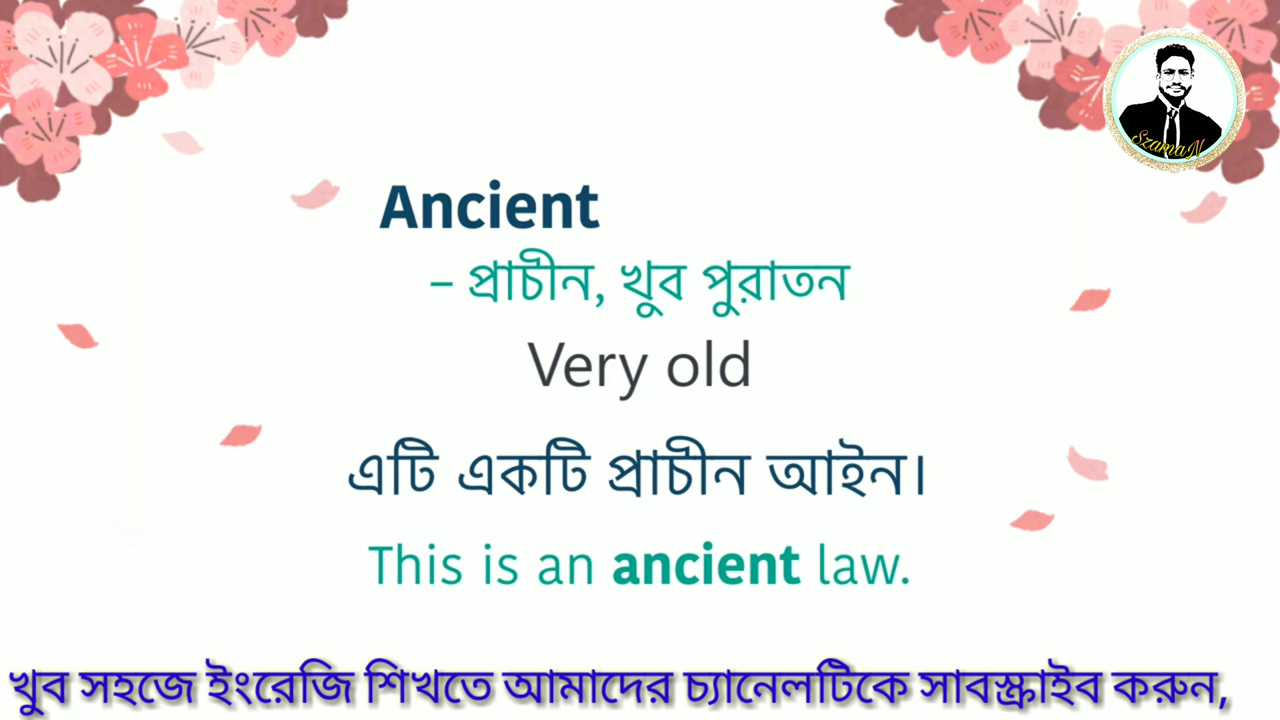 SzamaN
Ancient
– প্রাচীন, খুব পুরাতন
Very old
এটি একটি প্রাচীন আইন।
This is an ancient law.
খুব সহজে ইংরেজি শিখতে আমাদের চ্যানেলটিকে সাবস্ক্রাইব করুন,